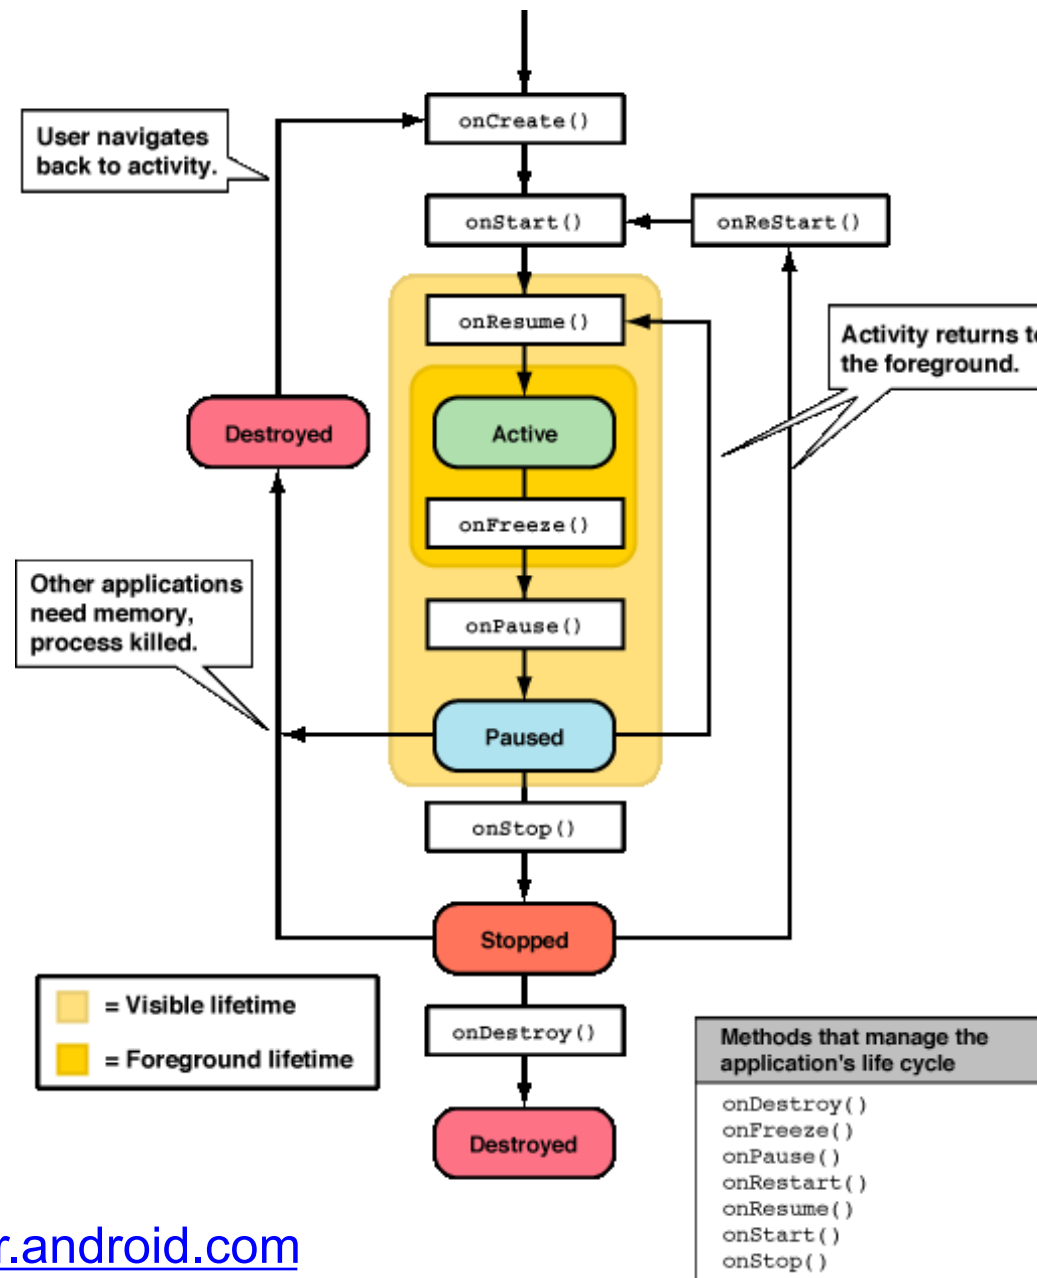 onCreate()
User navigates
back to activity.
onStart()
onReStart()
onResume()
Activity returns to
the foreground.
Destroyed
Active
onFreeze()
Other applications
need memory,
process killed.
onPause()
Paused
onStop()
Stopped
= Visible lifetime
= Foreground lifetime
onDestroy()
Methods that manage the
application's life cycle
onDestroy()
onFreeze()
onPause()
onRestart()
onResume()
onStart()
onStop()
Destroyed
r.android.com